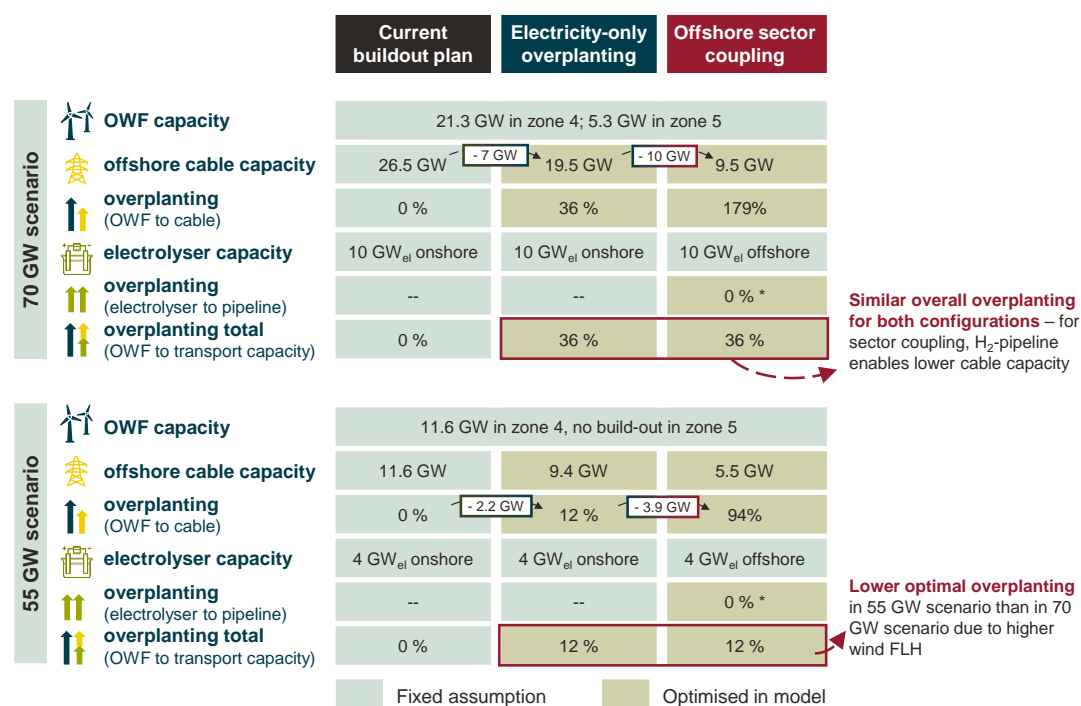 Current buildout plan
Electricity-only overplanting
Offshore sector coupling
70 GW scenario
OWF capacity
21.3 GW in zone 4; 5.3 GW in zone 5
offshore cable capacity
26.5 GW
- 7 GW
19.5 GW
- 10 GW
9.5 GW
overplanting
(OWF to cable)
0 %
36 %
179%
electrolyser capacity
10 GWel onshore
10 GWel onshore
10 GWel offshore
overplanting
(electrolyser to pipeline)
--
--
0 % *
overplanting total
(OWF to transport capacity)
0 %
36 %
36 %
Similar overall overplanting
for both configurations – for
sector coupling, H2-pipeline
enables lower cable capacity
55 GW scenario
OWF capacity
11.6 GW in zone 4, no build-out in zone 5
offshore cable capacity
11.6 GW
9.4 GW
5.5 GW
overplanting
(OWF to cable)
0 %
- 2.2 GW
12 %
- 3.9 GW
94%
electrolyser capacity
4 GWel onshore
4 GWel onshore
4 GWel offshore
overplanting
(electrolyser to pipeline)
--
--
0 % *
overplanting total
(OWF to transport capacity)
0 %
12 %
12 %
Lower optimal overplanting
in 55 GW scenario than in 70
GW scenario due to higher
wind FLH
Fixed assumption
Optimised in model